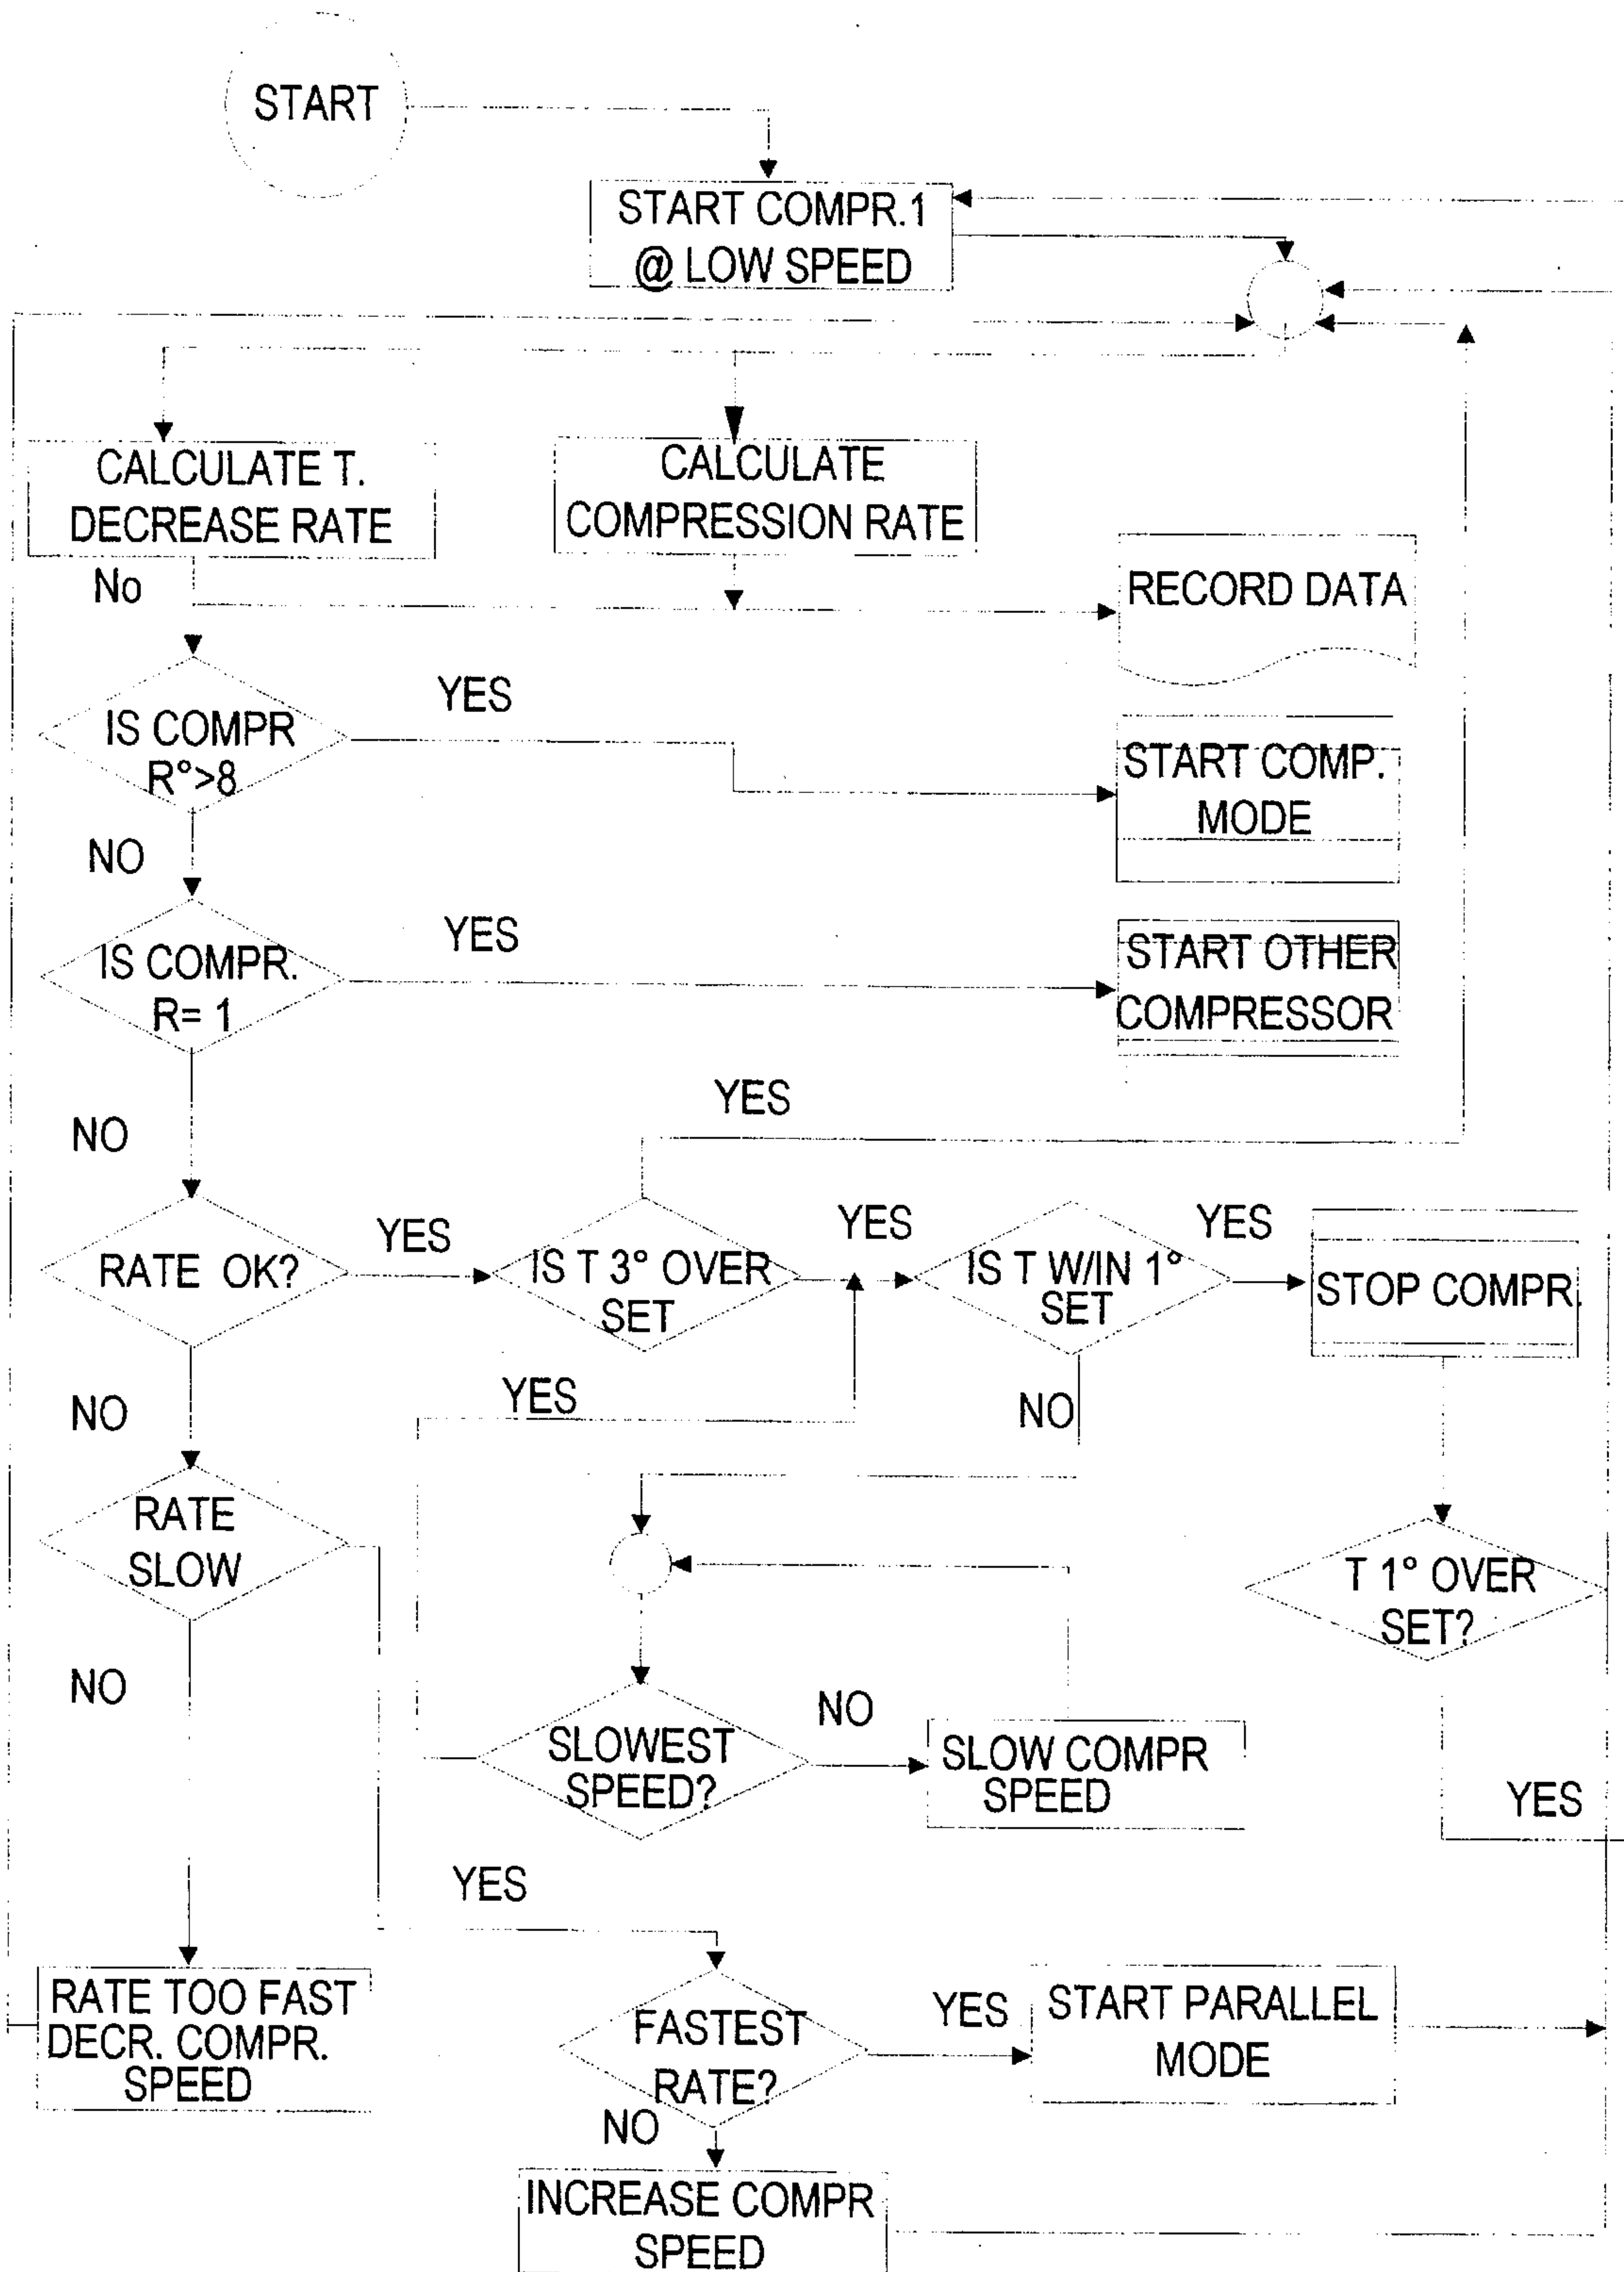 START
START COMPR.1
@ LOW SPEED
CALCULATE T.
DECREASE RATE
CALCULATE
COMPRESSION RATE
No
RECORD DATA
IS COMPR
R°>8
YES
START COMP.
MODE
NO
IS COMPR.
R= 1
YES
START OTHER
COMPRESSOR
NO
YES
RATE OK?
YES
IS T 3° OVER
SET
YES
IS T W/IN 1°
SET
YES
STOP COMPR.
NO
YES
NO
RATE
SLOW
T 1° OVER
SET?
NO
SLOWEST
SPEED?
NO
SLOW COMPR
SPEED
YES
YES
RATE TOO FAST
DECR. COMPR.
SPEED
FASTEST
RATE?
YES
START PARALLEL
MODE
NO
INCREASE COMPR
SPEED